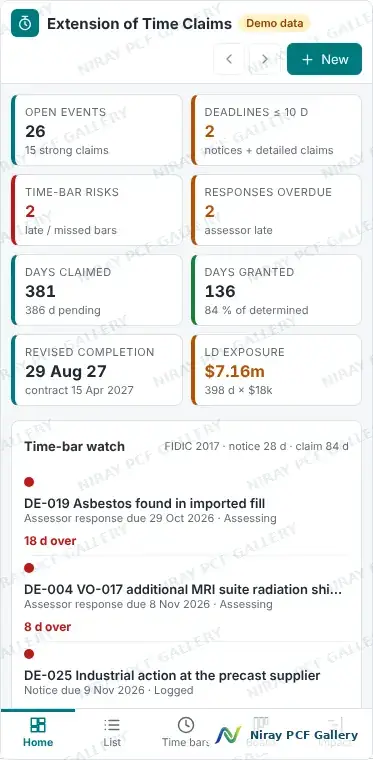 Extension of Time Claims
Demo data
+ New
OPEN EVENTS
26
15 strong claims
DEADLINES ≤ 10 D
2
notices + detailed claims
TIME-BAR RISKS
2
late / missed bars
RESPONSES OVERDUE
2
assessor late
DAYS CLAIMED
381
386 d pending
DAYS GRANTED
136
84 % of determined
REVISED COMPLETION
29 Aug 27
contract 15 Apr 2027
LD EXPOSURE
$7.16m
398 d × $18k
Time-bar watch
FIDIC 2017 · notice 28 d · claim 84 d
DE-019 Asbestos found in imported fill
Assessor response due 29 Oct 2026 · Assessing
18 d over
DE-004 VO-017 additional MRI suite radiation shi...
Assessor response due 8 Nov 2026 · Assessing
8 d over
DE-025 Industrial action at the precast supplier
Notice due 9 Nov 2026 · Logged
Home
List
Time bars
Impact
Niray PCF Gallery
NIRAY PCF GALLERY